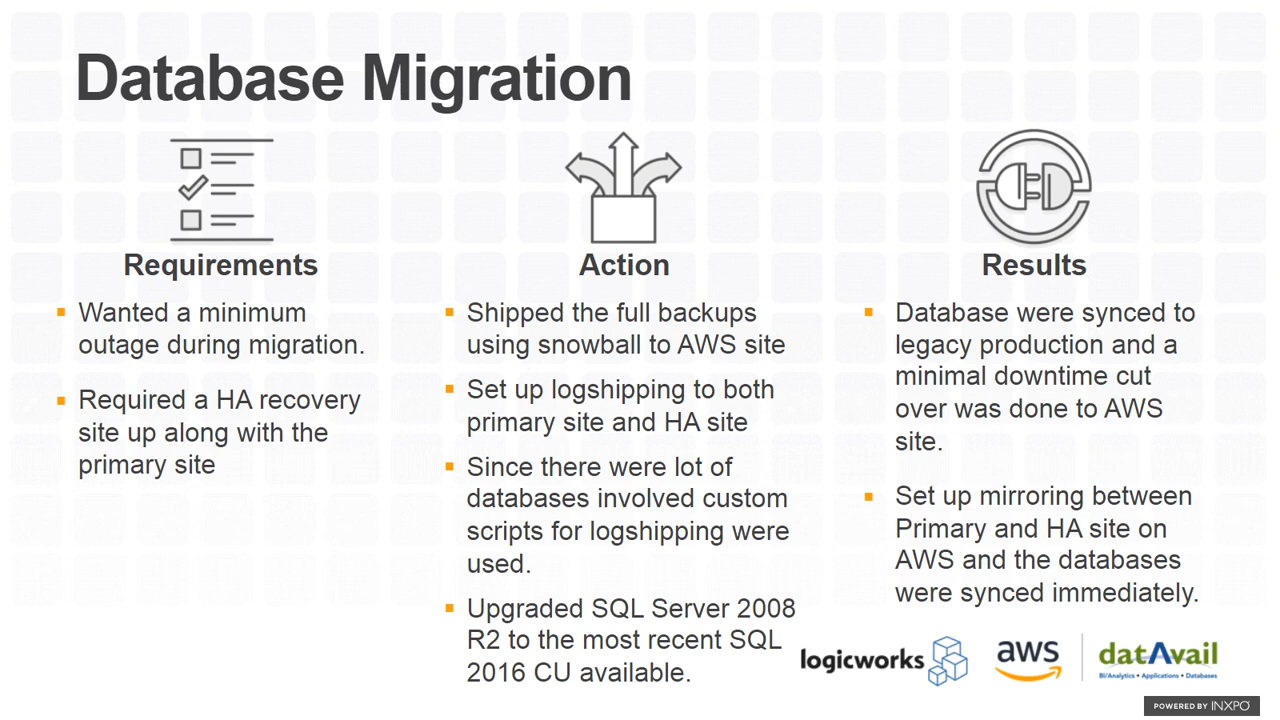 Database Migration
Requirements
Wanted a minimum
outage during migration.
Required a HA recovery
site up along with the
primary site
Action
Shipped the full backups
using snowball to AWS site
Set up logshipping to both
primary site and HA site
Since there were lot of
databases involved custom
scripts for logshipping were
used.
Upgraded SQL Server 2008
R2 to the most recent SQL
2016 CU available.
Results
Database were synced to
legacy production and a
minimal downtime cut
over was done to AWS
site.
Set up mirroring between
Primary and HA site on
AWS and the databases
were synced immediately.
logicworks
aws
datAvail
BI/Analytics • Applications • Databases
POWERED BY INXPO